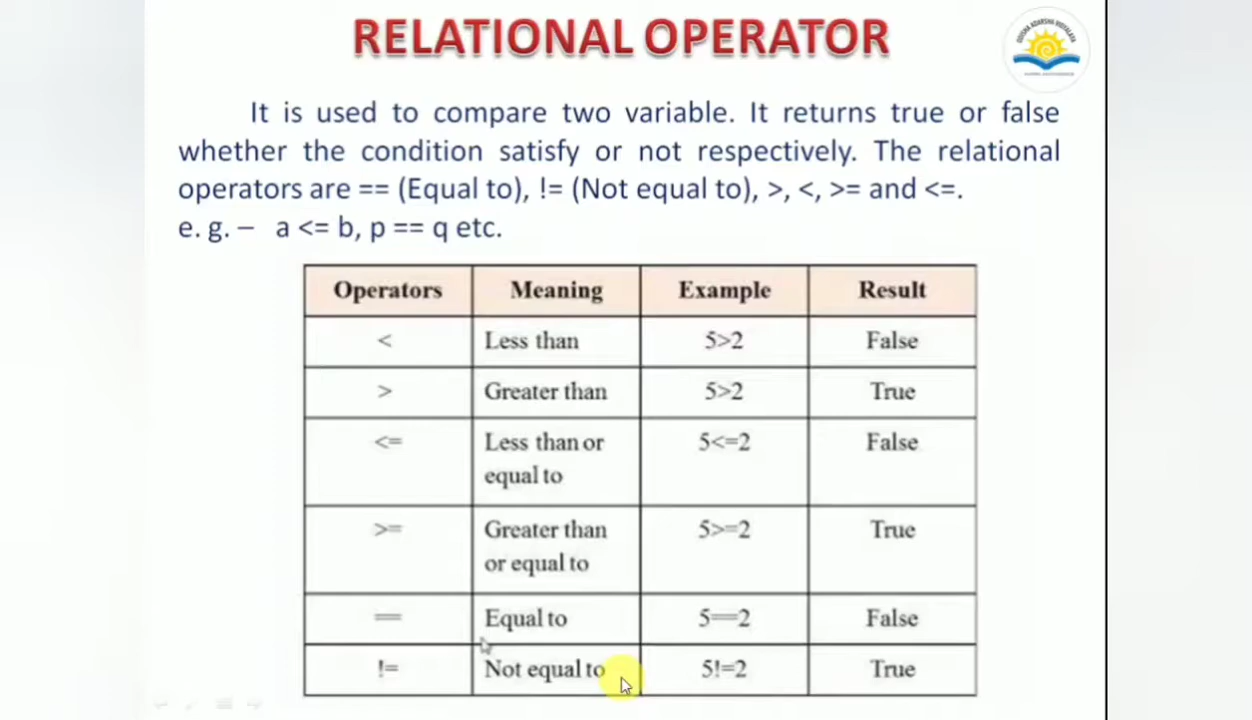 RELATIONAL OPERATOR
ODISHA ADARSHA VIDYALAYA
It is used to compare two variable. It returns true or false
whether the condition satisfy or not respectively. The relational
operators are == (Equal to), != (Not equal to), >, <, >= and <=.
e. g. – a <= b, p == q etc.
Operators Meaning Example Result
< Less than 5>2 False
> Greater than 5>2 True
<= Less than or 5<=2 False
equal to
>= Greater than 5>=2 True
or equal to
== Equal to 5==2 False
!= Not equal to 5!=2 True